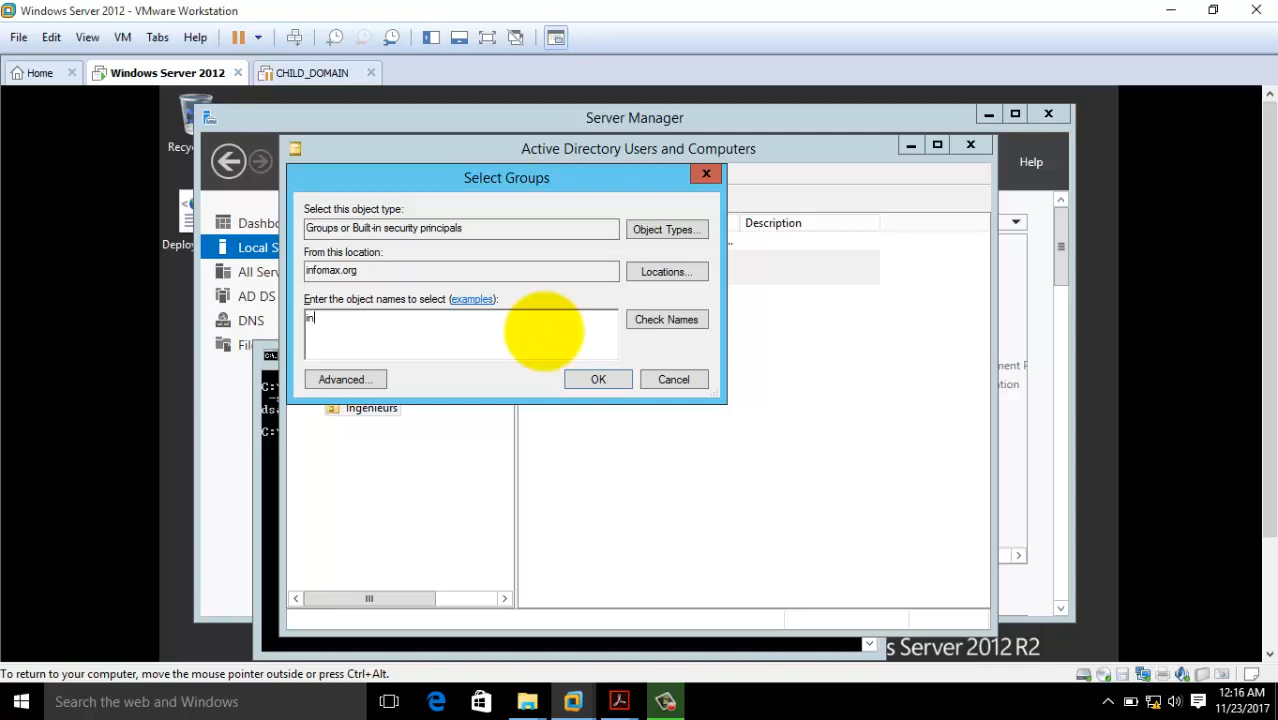 Windows Server 2012 - VMware Workstation
File Edit View VM Tabs Help
Home Windows Server 2012 CHILD_DOMAIN
Server Manager
Active Directory Users and Computers
Help
Select Groups
Select this object type:
Groups or Built-in security principals
Object Types...
From this location:
infomax.org
Locations...
Enter the object names to select (examples):
in
Check Names
Advanced... OK Cancel
Description
Local S
All Serv
AD DS
DNS
Ingenieurs
C:
C:
s Server 2012 R2
To return to your computer, move the mouse pointer outside or press Ctrl+Alt.
Search the web and Windows
12:16 AM
11/23/2017